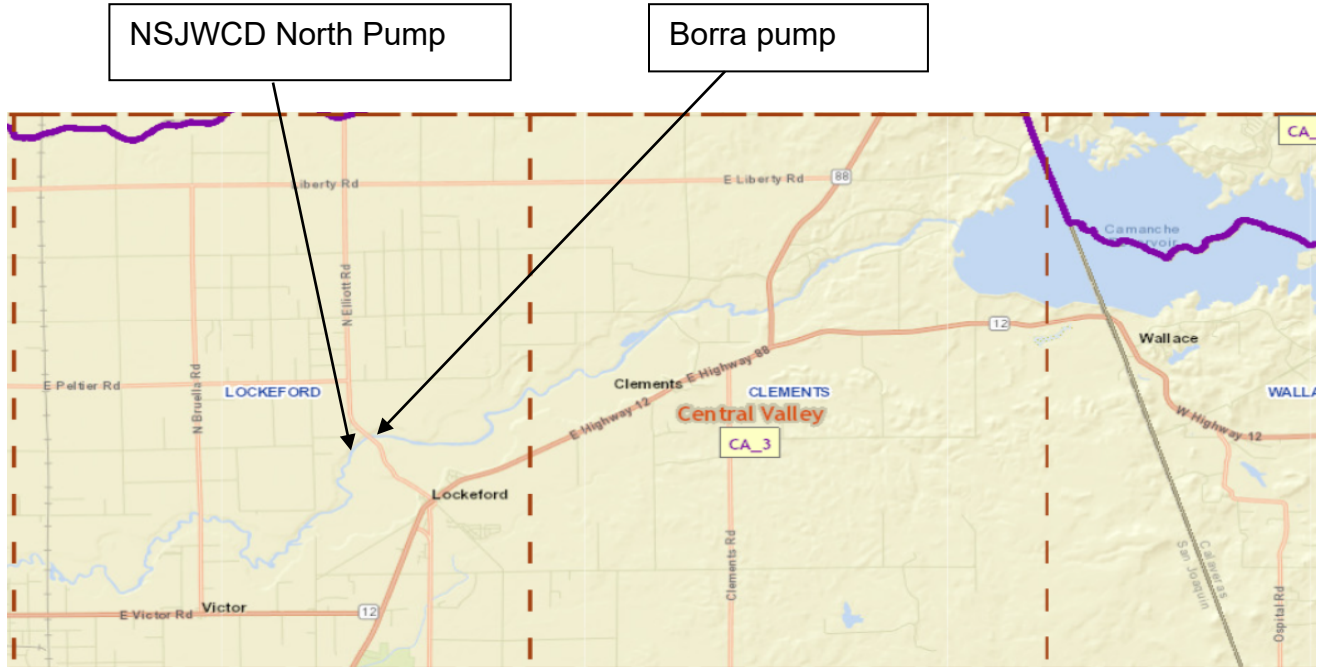 NSJWCD North Pump
Borra pump
CA_
Liberty Rd
E Liberty Rd
88
Camanche
N Elliott Rd
12
Wallace
E Peltier Rd
LOCKEFORD
N Bruella Rd
Clements
E Highway 88
CLEMENTS
WALLA
E Highway 12
Central Valley
W Highway 12
CA_3
Lockeford
Clements Rd
Calaveras
San Joaquin
Ospital Rd
E Victor Rd
Victor
12